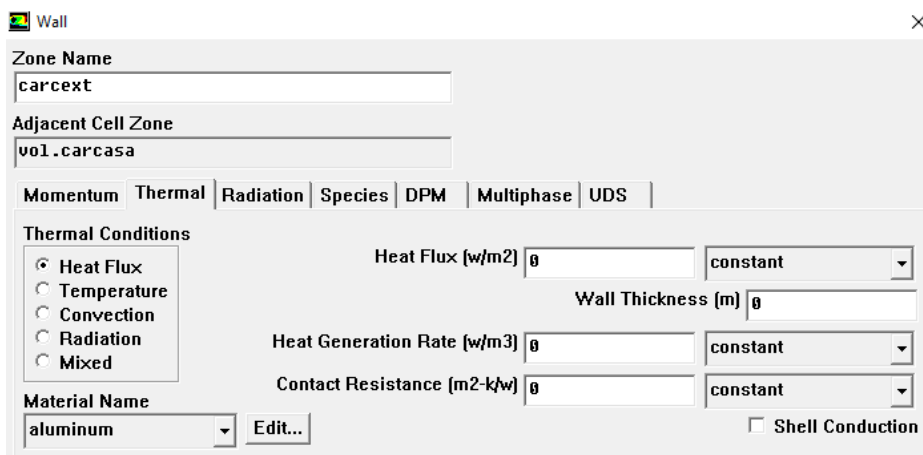 Wall
Zone Name
carcext
Adjacent Cell Zone
vol.carcasa
Momentum Thermal Radiation Species DPM Multiphase UDS
Thermal Conditions
Heat Flux
Temperature
Convection
Radiation
Mixed
Material Name
aluminum Edit...
Heat Flux (w/m2) 0 constant
Wall Thickness (m) 0
Heat Generation Rate (w/m3) 0 constant
Contact Resistance (m2-k/w) 0 constant
Shell Conduction